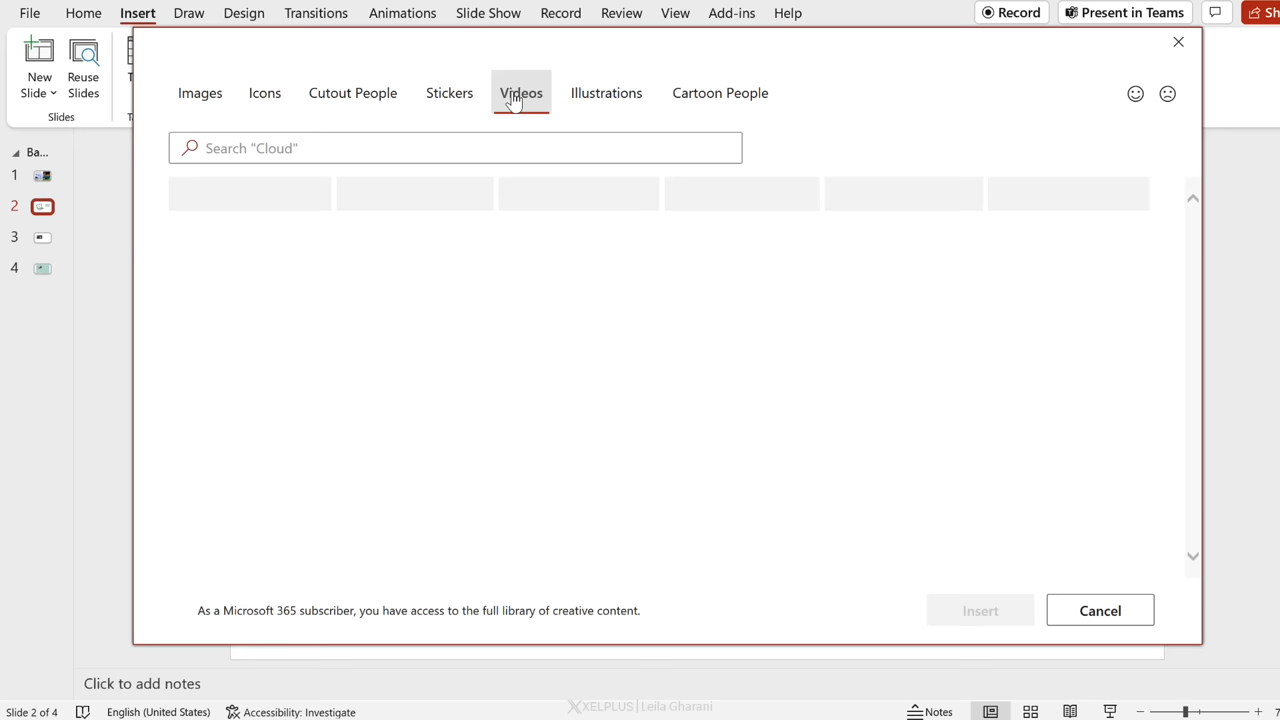 File Home Insert Draw Design Transitions Animations Slide Show Record Review View Add-ins Help Record Present in Teams
New Slide
Reuse Slides
Slides
Images Icons Cutout People Stickers Videos Illustrations Cartoon People
Search "Cloud"
Ba...
1
2
3
4
As a Microsoft 365 subscriber, you have access to the full library of creative content.
Insert Cancel
Click to add notes
Slide 2 of 4 English (United States) Accessibility: Investigate XELPLUS | Leila Gharani Notes